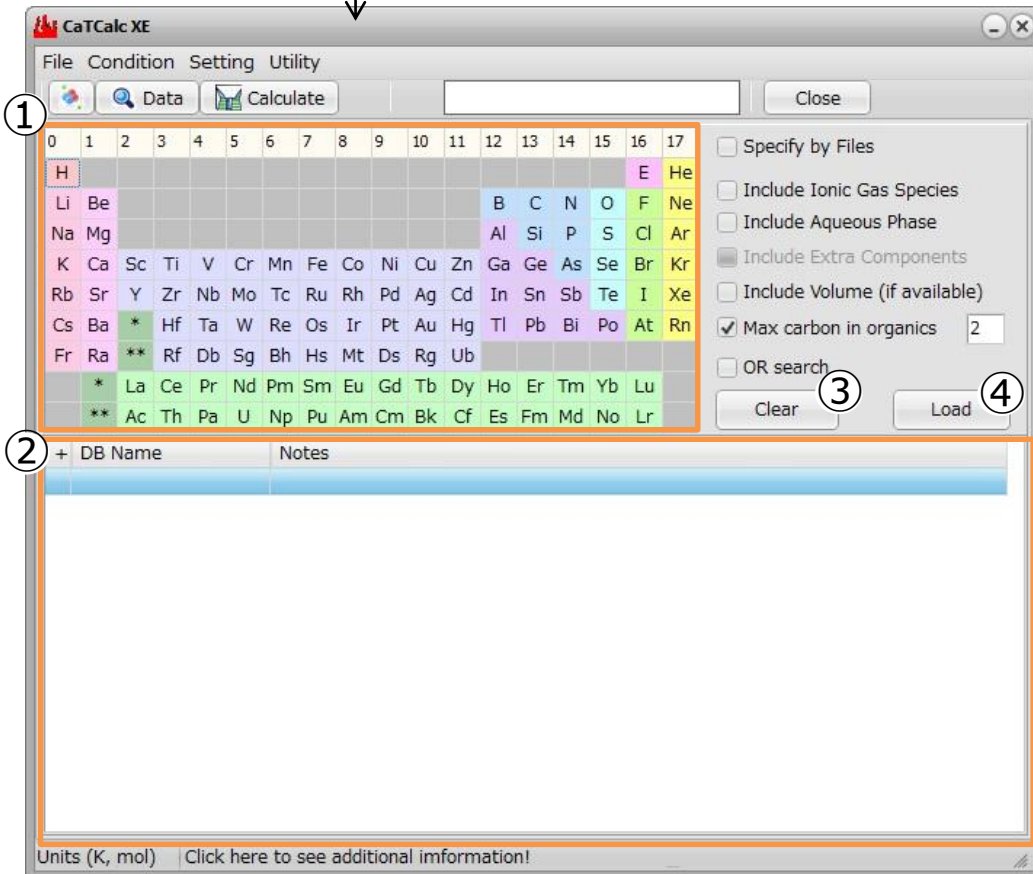 CaTCalc XE
File Condition Setting Utility
Data Calculate Close
①
0 1 2 3 4 5 6 7 8 9 10 11 12 13 14 15 16 17
H E He
Li Be B C N O F Ne
Na Mg Al Si P S Cl Ar
K Ca Sc Ti V Cr Mn Fe Co Ni Cu Zn Ga Ge As Se Br Kr
Rb Sr Y Zr Nb Mo Tc Ru Rh Pd Ag Cd In Sn Sb Te I Xe
Cs Ba * Hf Ta W Re Os Ir Pt Au Hg Tl Pb Bi Po At Rn
Fr Ra ** Rf Db Sg Bh Hs Mt Ds Rg Ub
* La Ce Pr Nd Pm Sm Eu Gd Tb Dy Ho Er Tm Yb Lu
** Ac Th Pa U Np Pu Am Cm Bk Cf Es Fm Md No Lr
Specify by Files
Include Ionic Gas Species
Include Aqueous Phase
Include Extra Components
Include Volume (if available)
Max carbon in organics 2
OR search
Clear ③ Load ④
②
+ DB Name Notes
Units (K, mol) Click here to see additional imformation!